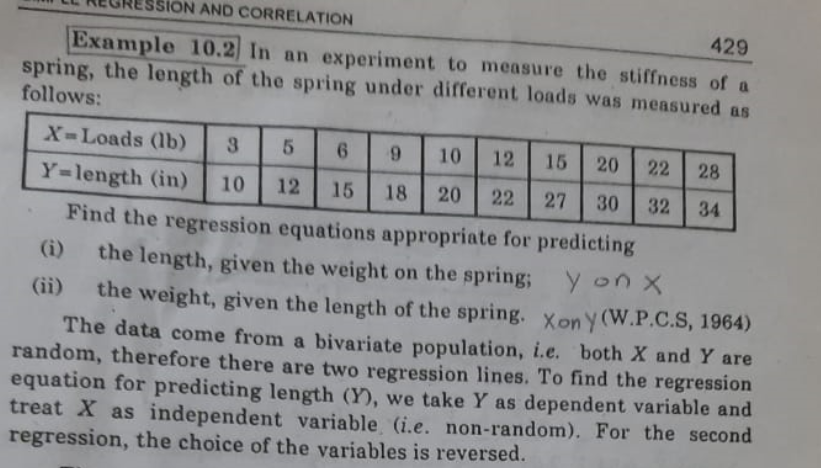 REGRESSION AND CORRELATION
429
Example 10.2 In an experiment to measure the stiffness of a
spring, the length of the spring under different loads was measured as
follows:
X=Loads (lb) 3 5 6 9 10 12 15 20 22 28
Y=length (in) 10 12 15 18 20 22 27 30 32 34
Find the regression equations appropriate for predicting
(i) the length, given the weight on the spring; Y on X
(ii) the weight, given the length of the spring. X on Y (W.P.C.S, 1964)
The data come from a bivariate population, i.e. both X and Y are
random, therefore there are two regression lines. To find the regression
equation for predicting length (Y), we take Y as dependent variable and
treat X as independent variable (i.e. non-random). For the second
regression, the choice of the variables is reversed.